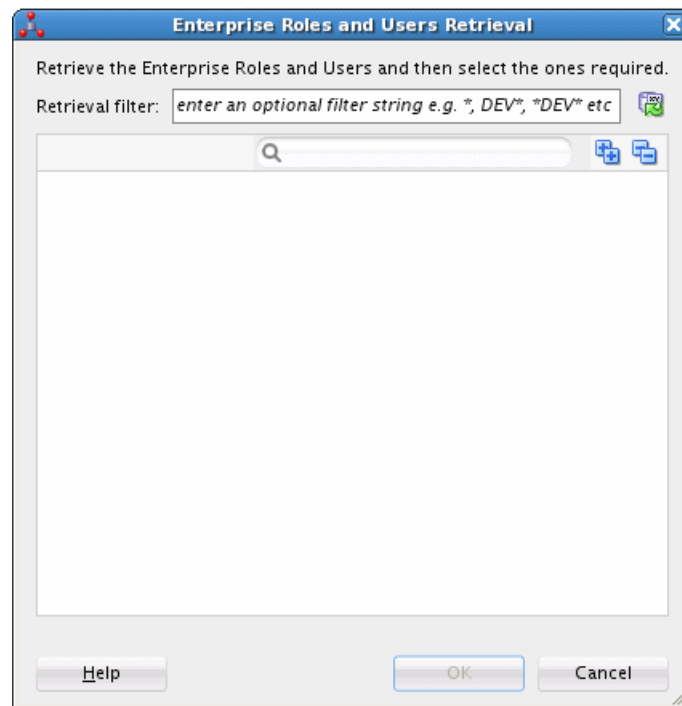 Enterprise Roles and Users Retrieval
Retrieve the Enterprise Roles and Users and then select the ones required.
Retrieval filter: enter an optional filter string e.g. *, DEV*, *DEV* etc
Help OK Cancel